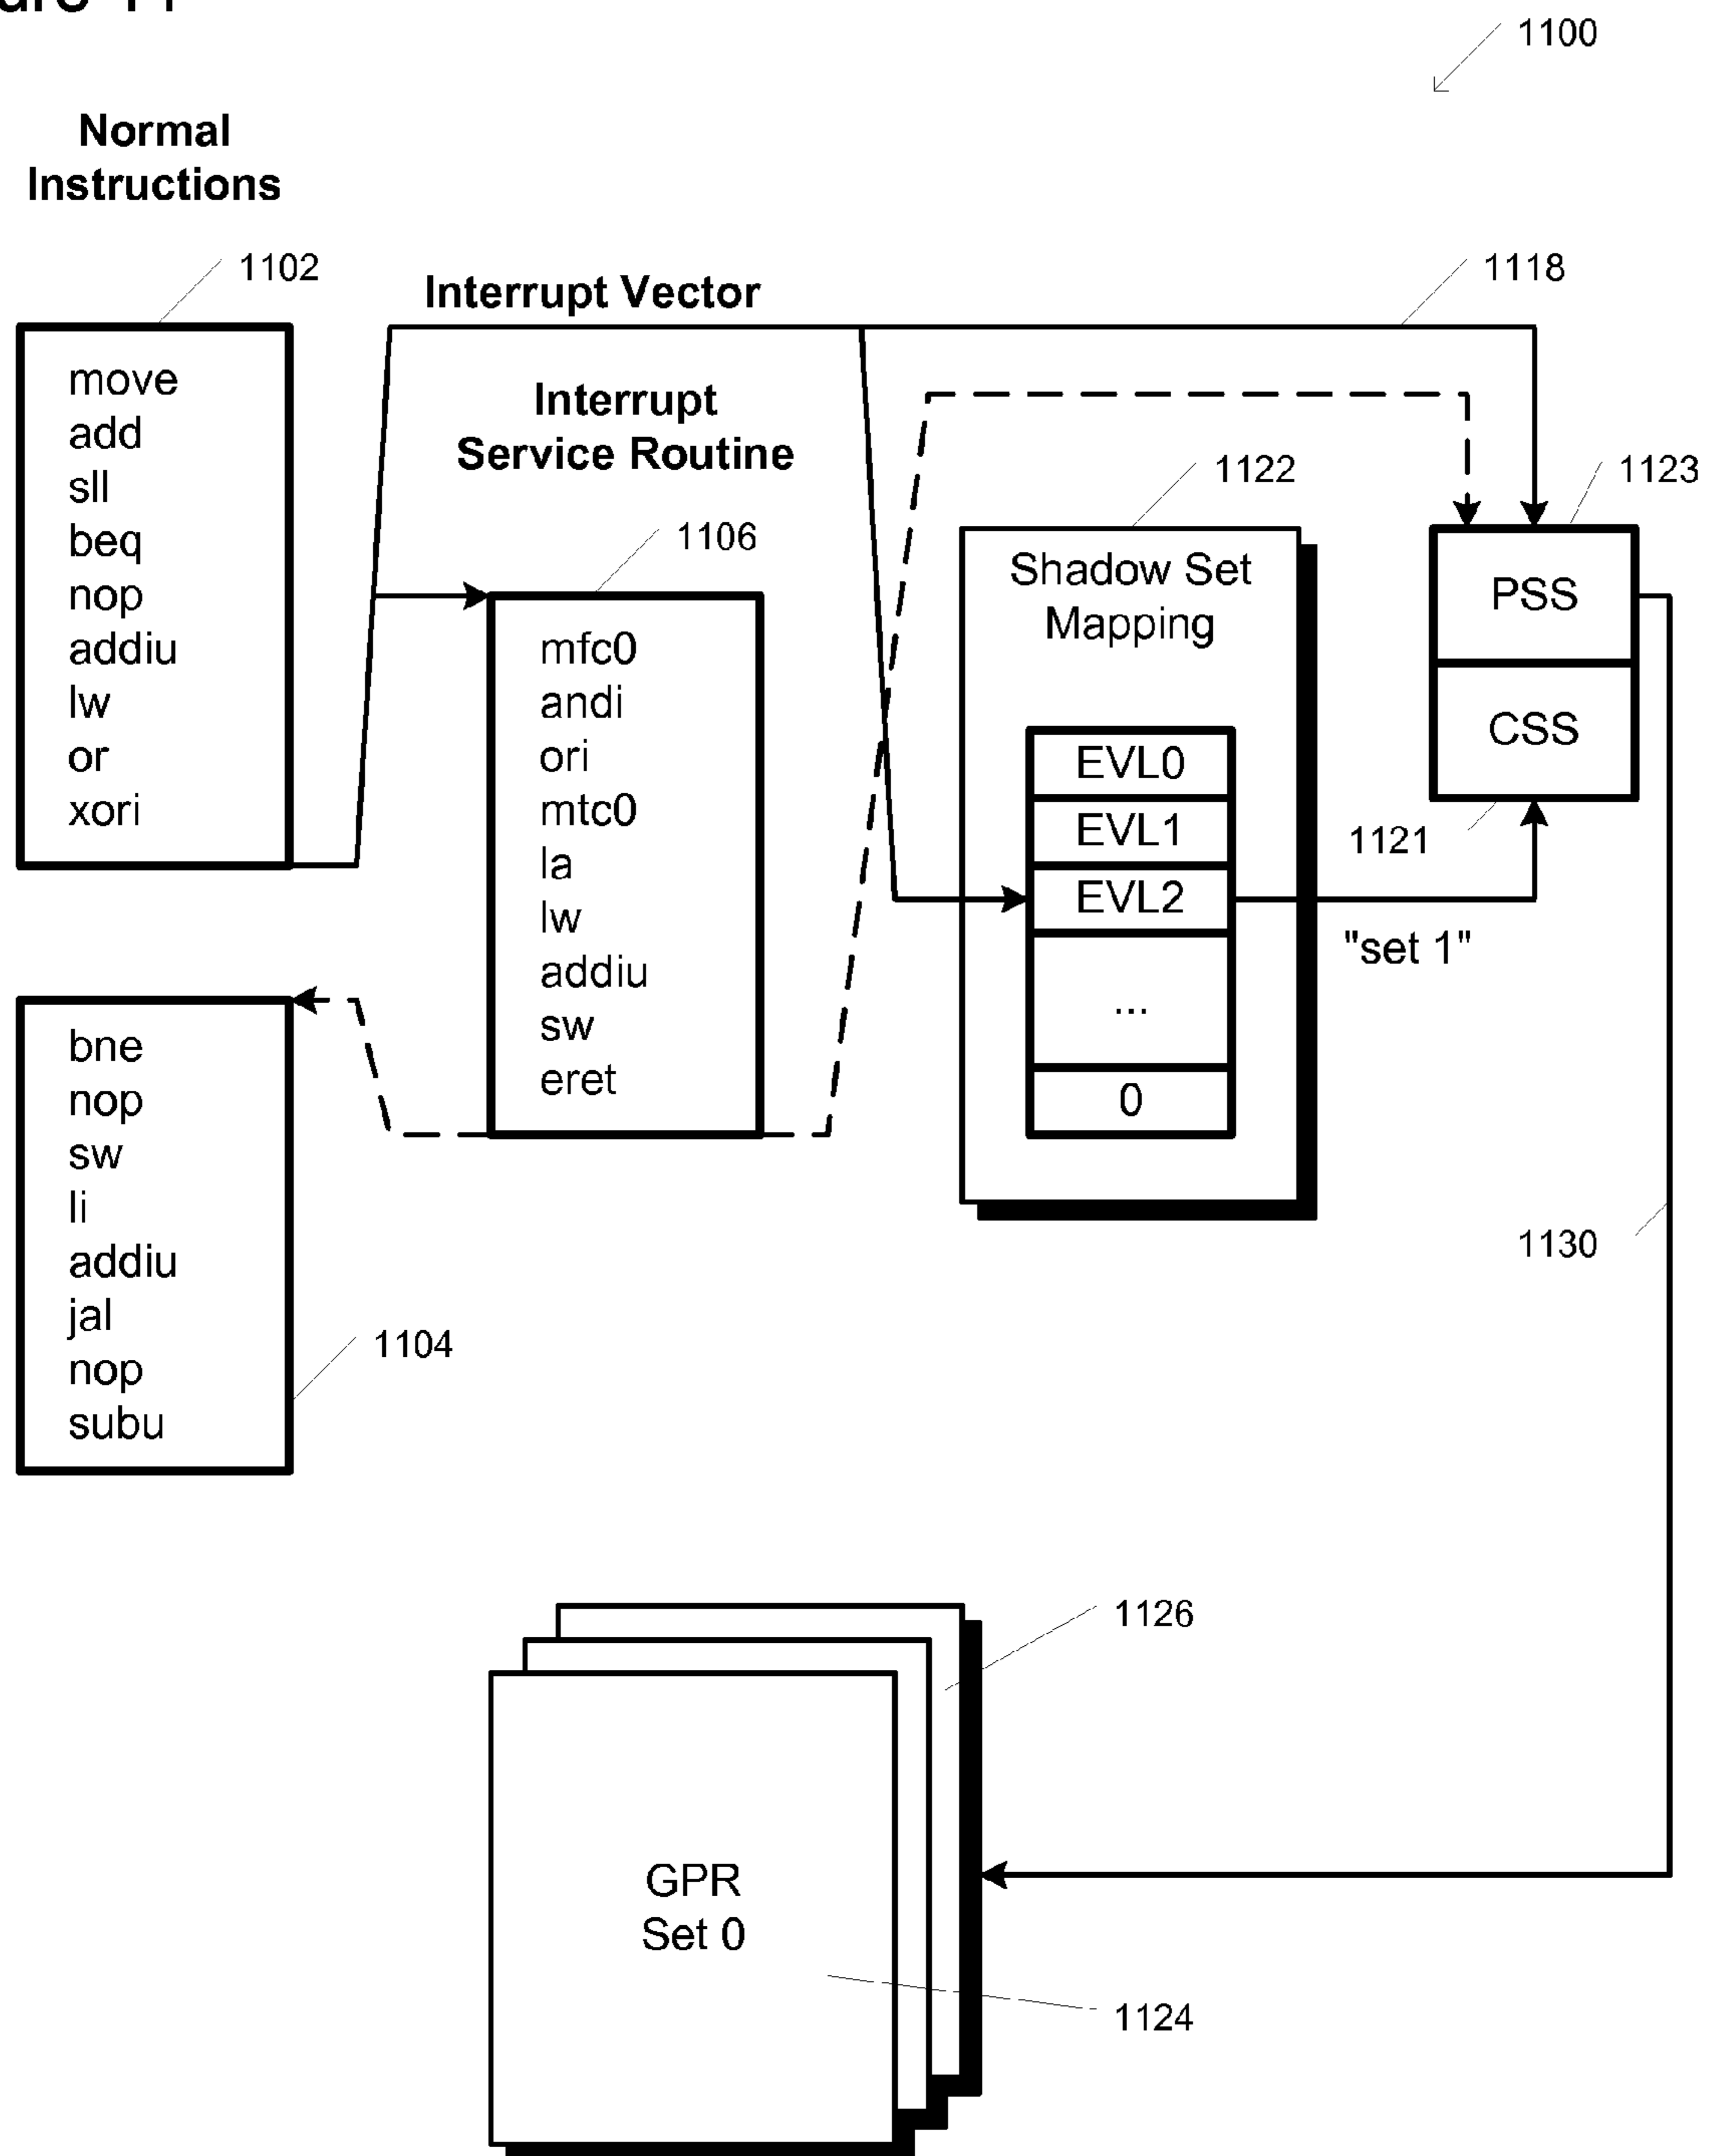 1100
Normal
Instructions
1102
Interrupt Vector
1118
move
add
sll
beq
nop
addiu
lw
or
xori
Interrupt
Service Routine
1106
mfc0
andi
ori
mtc0
la
lw
addiu
sw
eret
1122
Shadow Set
Mapping
EVL0
EVL1
EVL2
...
0
1123
PSS
CSS
1121
"set 1"
bne
nop
sw
li
addiu
jal
nop
subu
1104
1130
1126
GPR
Set 0
1124